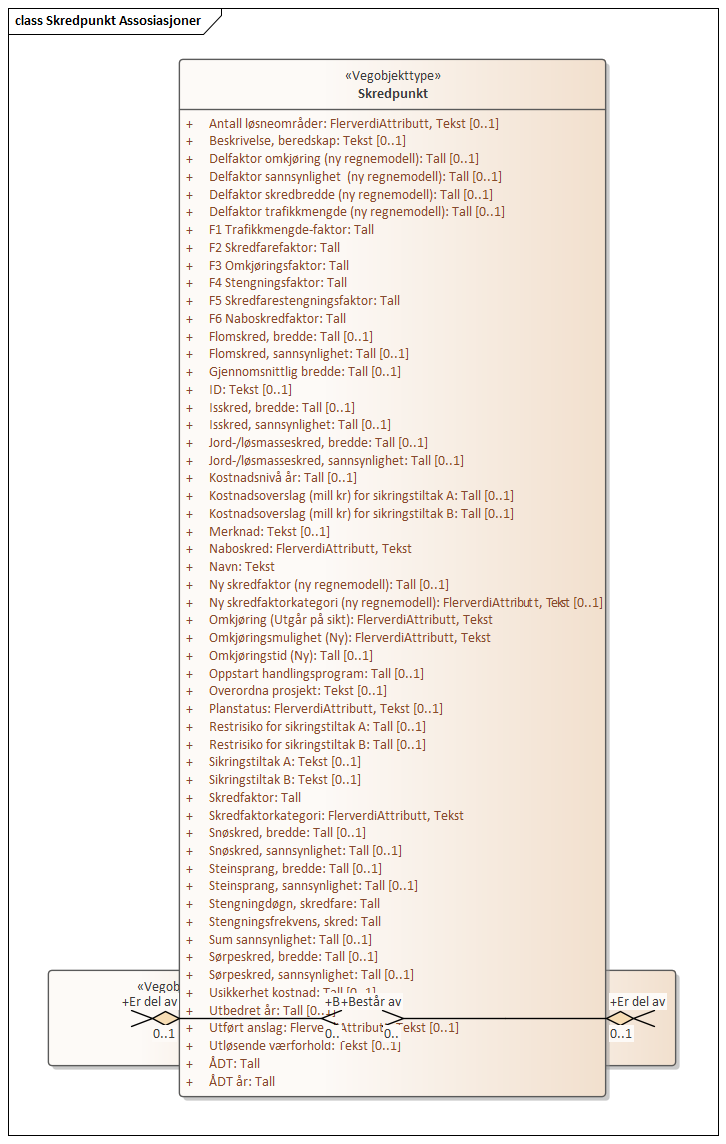 class Skredpunkt Assosiasjoner
«Vegobjekttype»
Skredpunkt
+ Antall løsneområder: FlerverdiAttributt, Tekst [0..1]
+ Beskrivelse, beredskap: Tekst [0..1]
+ Delfaktor omkjøring (ny regnemodell): Tall [0..1]
+ Delfaktor sannsynlighet  (ny regnemodell): Tall [0..1]
+ Delfaktor skredbredde (ny regnemodell): Tall [0..1]
+ Delfaktor trafikkmengde (ny regnemodell): Tall [0..1]
+ F1 Trafikkmengde-faktor: Tall
+ F2 Skredfarefaktor: Tall
+ F3 Omkjøringsfaktor: Tall
+ F4 Stengningsfaktor: Tall
+ F5 Skredfarestengningsfaktor: Tall
+ F6 Naboskredfaktor: Tall
+ Flomskred, bredde: Tall [0..1]
+ Flomskred, sannsynlighet: Tall [0..1]
+ Gjennomsnittlig bredde: Tall [0..1]
+ ID: Tekst [0..1]
+ Isskred, bredde: Tall [0..1]
+ Isskred, sannsynlighet: Tall [0..1]
+ Jord-/løsmasseskred, bredde: Tall [0..1]
+ Jord-/løsmasseskred, sannsynlighet: Tall [0..1]
+ Kostnadsnivå år: Tall [0..1]
+ Kostnadsoverslag (mill kr) for sikringstiltak A: Tall [0..1]
+ Kostnadsoverslag (mill kr) for sikringstiltak B: Tall [0..1]
+ Merknad: Tekst [0..1]
+ Naboskred: FlerverdiAttributt, Tekst
+ Navn: Tekst
+ Ny skredfaktor (ny regnemodell): Tall [0..1]
+ Ny skredfaktorkategori (ny regnemodell): FlerverdiAttributt, Tekst [0..1]
+ Omkjøring (Utgår på sikt): FlerverdiAttributt, Tekst
+ Omkjøringsmulighet (Ny): FlerverdiAttributt, Tekst
+ Omkjøringstid (Ny): Tall [0..1]
+ Oppstart handlingsprogram: Tall [0..1]
+ Overordna prosjekt: Tekst [0..1]
+ Planstatus: FlerverdiAttributt, Tekst [0..1]
+ Restrisiko for sikringstiltak A: Tall [0..1]
+ Restrisiko for sikringstiltak B: Tall [0..1]
+ Sikringstiltak A: Tekst [0..1]
+ Sikringstiltak B: Tekst [0..1]
+ Skredfaktor: Tall
+ Skredfaktorkategori: FlerverdiAttributt, Tekst
+ Snøskred, bredde: Tall [0..1]
+ Snøskred, sannsynlighet: Tall [0..1]
+ Steinsprang, bredde: Tall [0..1]
+ Steinsprang, sannsynlighet: Tall [0..1]
+ Stengningdøgn, skredfare: Tall
+ Stengningsfrekvens, skred: Tall
+ Sum sannsynlighet: Tall [0..1]
+ Sørpeskred, bredde: Tall [0..1]
+ Sørpeskred, sannsynlighet: Tall [0..1]
«Vegob
+ Usikkerhet kostnad: Tall [0..1]
+Er del av +B +Består av +Er del av
+ Utbedret år: Tall [0..1]
+ Utført anslag: Flerve Attributt, Tekst [0..1]
0..1 0.. 0.. 0..1
+ Utløsende værforhold: Tekst [0..1]
+ ÅDT: Tall
+ ÅDT år: Tall